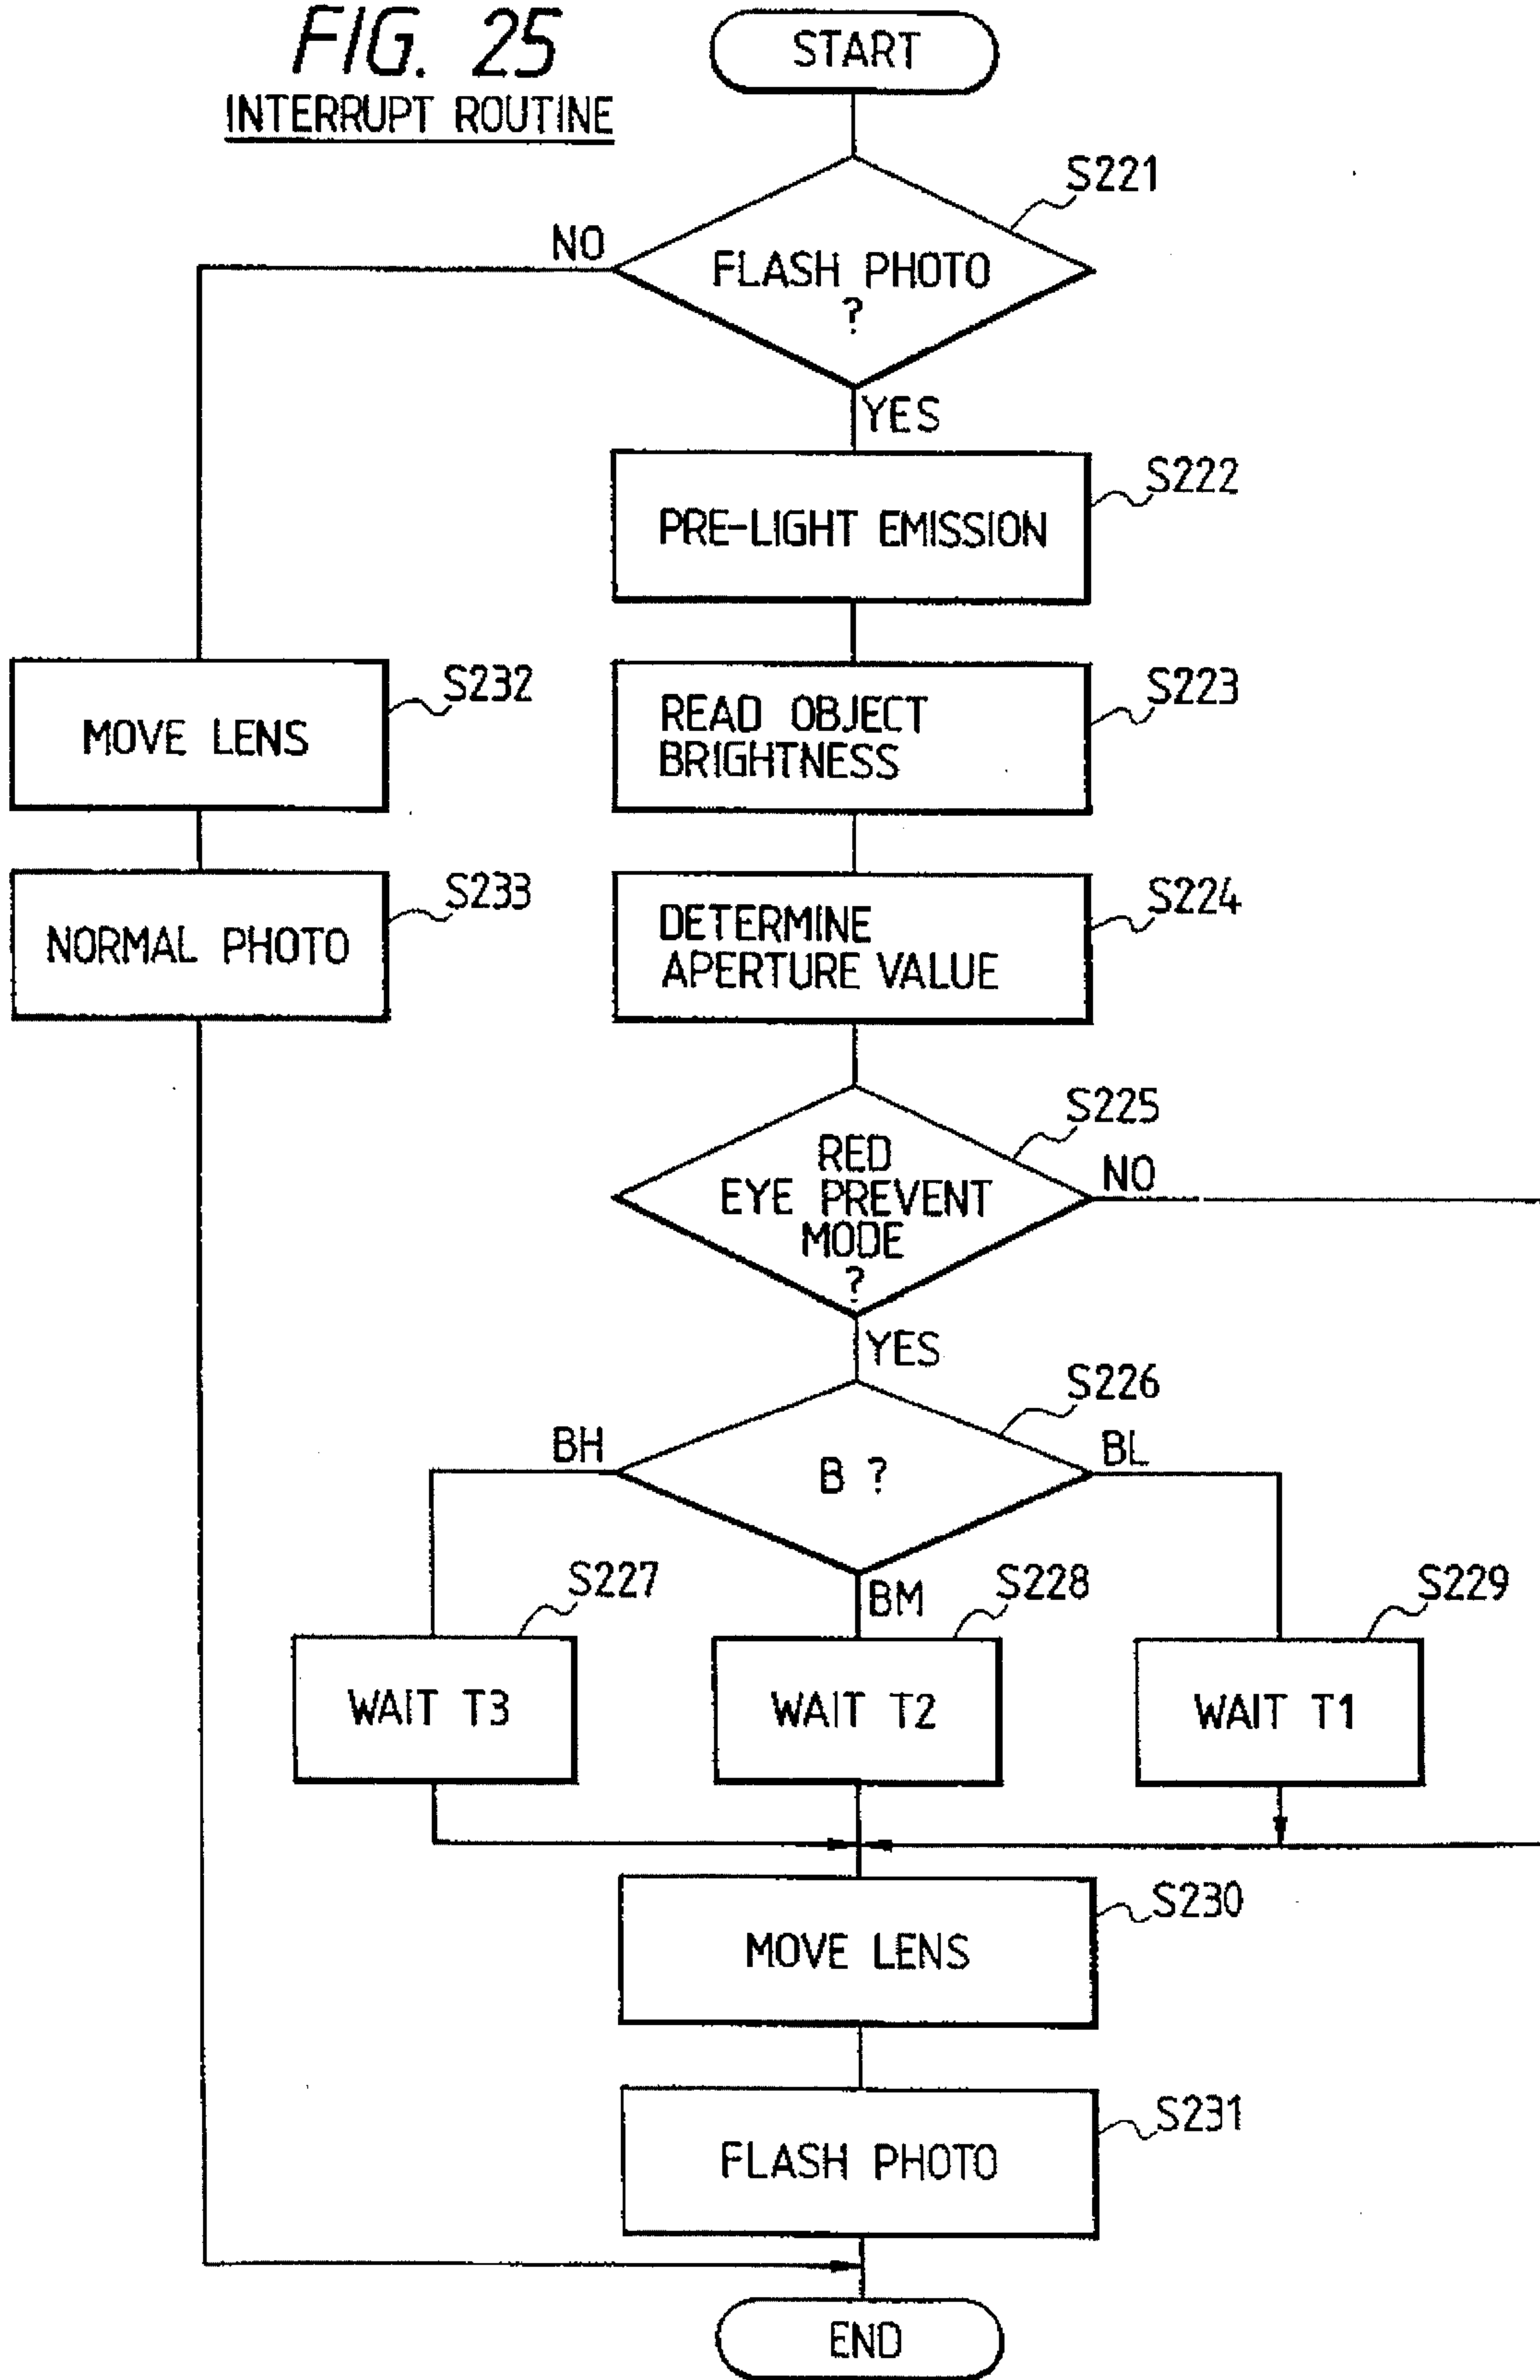 FIG. 25
INTERRUPT ROUTINE
START
S221
NO
FLASH PHOTO
?
YES
S222
PRE-LIGHT EMISSION
S232
MOVE LENS
S223
READ OBJECT
BRIGHTNESS
S233
NORMAL PHOTO
S224
DETERMINE
APERTURE VALUE
S225
RED
EYE PREVENT
MODE
?
NO
YES
S226
BH
B ?
BL
BM
S227
WAIT T3
S228
WAIT T2
S229
WAIT T1
S230
MOVE LENS
S231
FLASH PHOTO
END